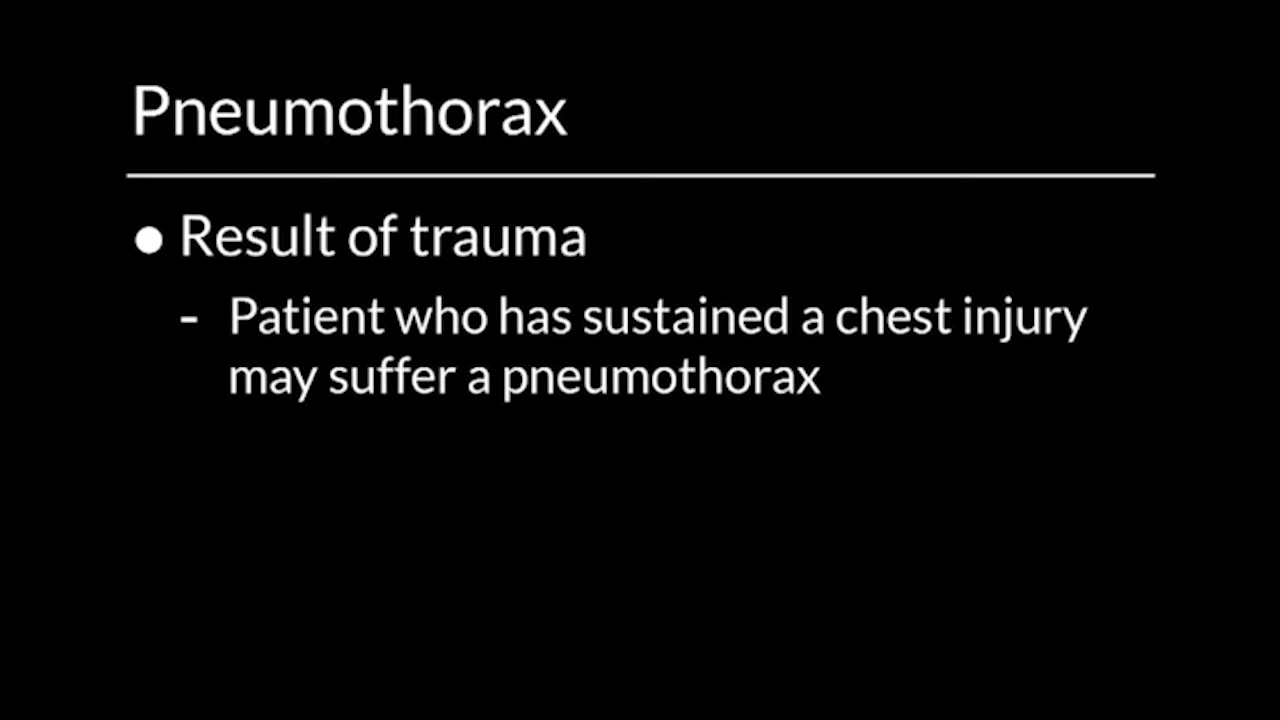 Pneumothorax
● Result of trauma
- Patient who has sustained a chest injury
may suffer a pneumothorax